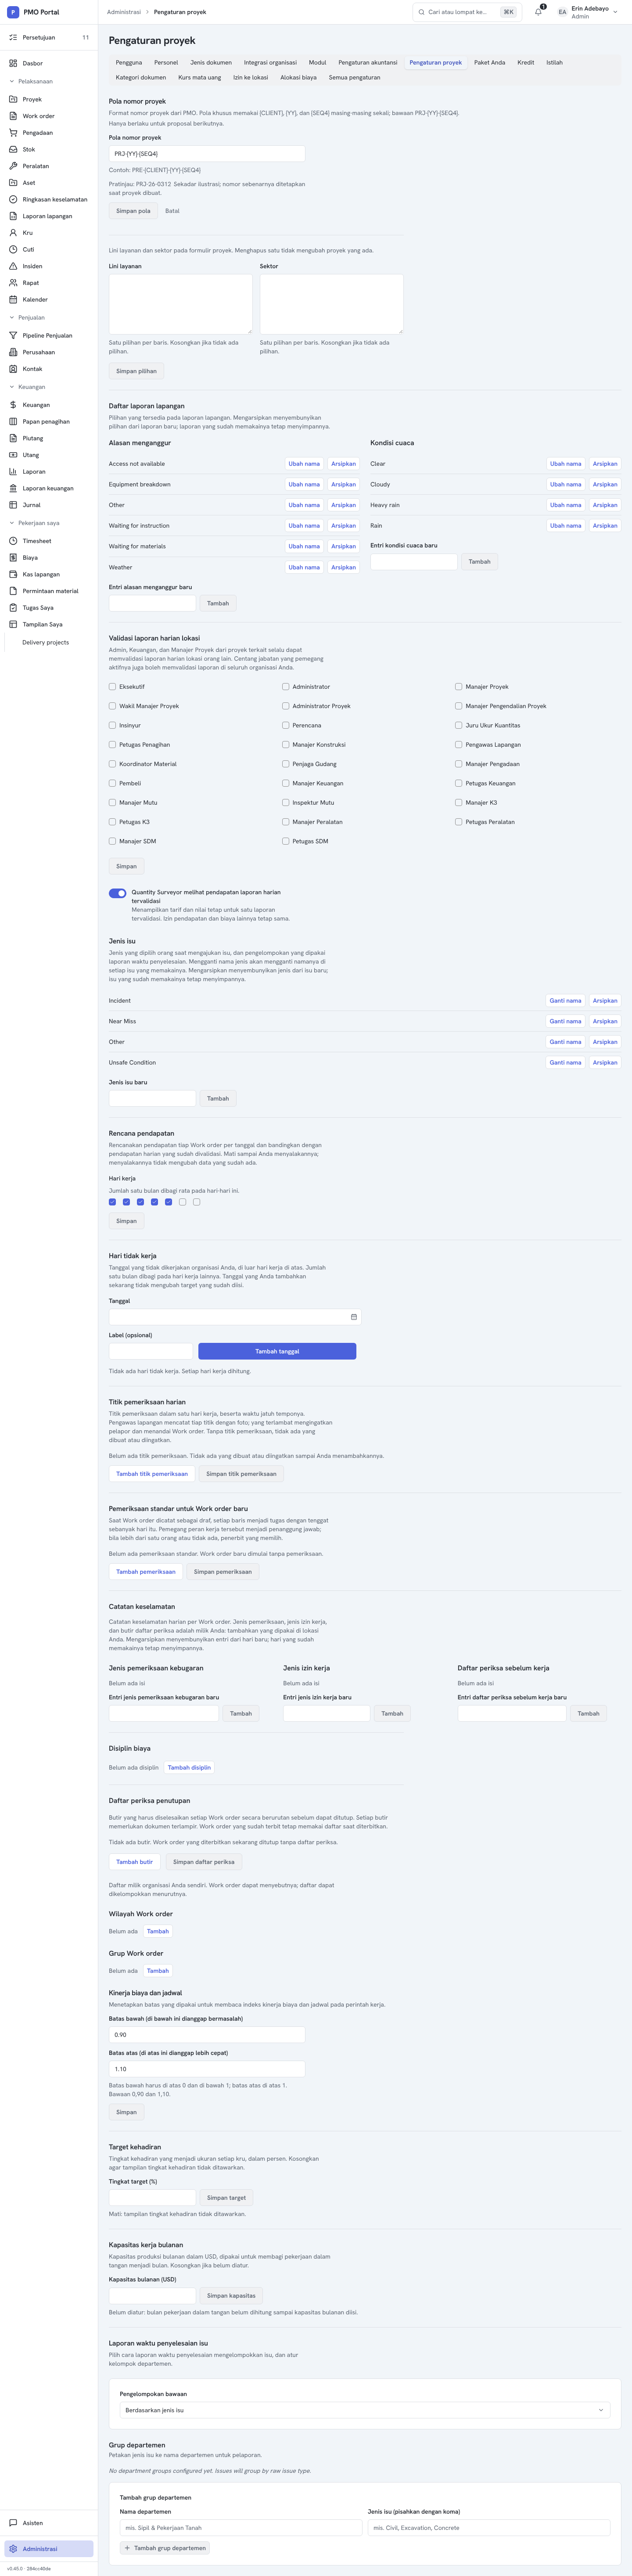 P PMO Portal
Administrasi > Pengaturan proyek
Cari atau lompat ke... ⌘K
1
EA Erin Adebayo
Admin
Persetujuan 11
Dasbor
Pelaksanaan
Proyek
Work order
Pengadaan
Stok
Peralatan
Aset
Ringkasan keselamatan
Laporan lapangan
Kru
Cuti
Insiden
Rapat
Kalender
Penjualan
Pipeline Penjualan
Perusahaan
Kontak
Keuangan
Keuangan
Papan penagihan
Piutang
Utang
Laporan
Laporan keuangan
Jurnal
Pekerjaan saya
Timesheet
Biaya
Kas lapangan
Permintaan material
Tugas Saya
Tampilan Saya
Delivery projects
Asisten
Administrasi
v0.45.0 · 284cc40de
Pengaturan proyek
Pengguna Personel Jenis dokumen Integrasi organisasi Modul Pengaturan akuntansi Pengaturan proyek Paket Anda Kredit Istilah
Kategori dokumen Kurs mata uang Izin ke lokasi Alokasi biaya Semua pengaturan
Pola nomor proyek
Format nomor proyek dari PMO. Pola khusus memakai {CLIENT}, {YY}, dan {SEQ4} masing-masing sekali; bawaan PRJ-{YY}-{SEQ4}.
Hanya berlaku untuk proposal berikutnya.
Pola nomor proyek
PRJ-{YY}-{SEQ4}
Contoh: PRE-{CLIENT}-{YY}-{SEQ4}
Pratinjau: PRJ-26-0312 Sekadar ilustrasi; nomor sebenarnya ditetapkan
saat proyek dibuat.
Simpan pola Batal
Lini layanan dan sektor pada formulir proyek. Menghapus satu tidak mengubah proyek yang ada.
Lini layanan Sektor
Satu pilihan per baris. Kosongkan jika tidak ada Satu pilihan per baris. Kosongkan jika tidak ada
pilihan. pilihan.
Simpan pilihan
Daftar laporan lapangan
Pilihan yang tersedia pada laporan lapangan. Mengarsipkan menyembunyikan
pilihan dari laporan baru; laporan yang sudah memakainya tetap menyimpannya.
Alasan menganggur Kondisi cuaca
Access not available Ubah nama Arsipkan Clear Ubah nama Arsipkan
Equipment breakdown Ubah nama Arsipkan Cloudy Ubah nama Arsipkan
Other Ubah nama Arsipkan Heavy rain Ubah nama Arsipkan
Waiting for instruction Ubah nama Arsipkan Rain Ubah nama Arsipkan
Waiting for materials Ubah nama Arsipkan Entri kondisi cuaca baru
Weather Ubah nama Arsipkan Tambah
Entri alasan menganggur baru
Tambah
Validasi laporan harian lokasi
Admin, Keuangan, dan Manajer Proyek dari proyek terkait selalu dapat
memvalidasi laporan harian lokasi orang lain. Centang jabatan yang pemegang
aktifnya juga boleh memvalidasi laporan di seluruh organisasi Anda.
Eksekutif Administrator Manajer Proyek
Wakil Manajer Proyek Administrator Proyek Manajer Pengendalian Proyek
Insinyur Perencana Juru Ukur Kuantitas
Petugas Penagihan Manajer Konstruksi Pengawas Lapangan
Koordinator Material Penjaga Gudang Manajer Pengadaan
Pembeli Manajer Keuangan Petugas Keuangan
Manajer Mutu Inspektur Mutu Manajer K3
Petugas K3 Manajer Peralatan Petugas Peralatan
Manajer SDM Petugas SDM
Simpan
Quantity Surveyor melihat pendapatan laporan harian
tervalidasi
Menampilkan tarif dan nilai tetap untuk satu laporan
tervalidasi. Izin pendapatan dan biaya lainnya tetap sama.
Jenis isu
Jenis yang dipilih orang saat mengajukan isu, dan pengelompokan yang dipakai
laporan waktu penyelesaian. Mengganti nama jenis akan mengganti namanya di
setiap isu yang memakainya. Mengarsipkan menyembunyikan jenis dari isu baru;
isu yang sudah memakainya tetap menyimpannya.
Incident Ganti nama Arsipkan
Near Miss Ganti nama Arsipkan
Other Ganti nama Arsipkan
Unsafe Condition Ganti nama Arsipkan
Jenis isu baru
Tambah
Rencana pendapatan
Rencanakan pendapatan tiap Work order per tanggal dan bandingkan dengan
pendapatan harian yang sudah divalidasi. Mati sampai Anda menyalakannya;
menyalakannya tidak mengubah data yang sudah ada.
Hari kerja
Jumlah satu bulan dibagi rata pada hari-hari ini.
Simpan
Hari tidak kerja
Tanggal yang tidak dikerjakan organisasi Anda, di luar hari kerja di atas. Jumlah
satu bulan dibagi pada hari kerja lainnya. Tanggal yang Anda tambahkan
sekarang tidak mengubah target yang sudah diisi.
Tanggal
Label (opsional)
Tambah tanggal
Tidak ada hari tidak kerja. Setiap hari kerja dihitung.
Titik pemeriksaan harian
Titik pemeriksaan dalam satu hari kerja, beserta waktu jatuh temponya.
Pengawas lapangan mencatat tiap titik dengan foto; yang terlambat mengingatkan
pelapor dan menandai Work order. Tanpa titik pemeriksaan, tidak ada yang
dibuat atau diingatkan.
Belum ada titik pemeriksaan. Tidak ada yang dibuat atau diingatkan sampai Anda menambahkannya.
Tambah titik pemeriksaan Simpan titik pemeriksaan
Pemeriksaan standar untuk Work order baru
Saat Work order dicatat sebagai draf, setiap baris menjadi tugas dengan tenggat
sebanyak hari itu. Pemegang peran kerja tersebut menjadi penanggung jawab;
bila lebih dari satu orang atau tidak ada, penerbit yang memilih.
Belum ada pemeriksaan standar. Work order baru dimulai tanpa pemeriksaan.
Tambah pemeriksaan Simpan pemeriksaan
Catatan keselamatan
Catatan keselamatan harian per Work order. Jenis pemeriksaan, jenis izin kerja,
dan butir daftar periksa adalah milik Anda: tambahkan yang dipakai di lokasi
Anda. Mengarsipkan menyembunyikan entri dari hari baru; hari yang sudah
memakainya tetap menyimpannya.
Jenis pemeriksaan kebugaran Jenis izin kerja Daftar periksa sebelum kerja
Belum ada isi Belum ada isi Belum ada isi
Entri jenis pemeriksaan kebugaran baru Entri jenis izin kerja baru Entri daftar periksa sebelum kerja baru
Tambah Tambah Tambah
Disiplin biaya
Belum ada disiplin Tambah disiplin
Daftar periksa penutupan
Butir yang harus diselesaikan setiap Work order secara berurutan sebelum dapat ditutup. Setiap butir
memerlukan dokumen terlampir. Work order yang sudah terbit tetap memakai daftar saat diterbitkan.
Tidak ada butir. Work order yang diterbitkan sekarang ditutup tanpa daftar periksa.
Tambah butir Simpan daftar periksa
Daftar milik organisasi Anda sendiri. Work order dapat menyebutnya; daftar dapat
dikelompokkan menurutnya.
Wilayah Work order
Belum ada Tambah
Grup Work order
Belum ada Tambah
Kinerja biaya dan jadwal
Menetapkan batas yang dipakai untuk membaca indeks kinerja biaya dan jadwal pada perintah kerja.
Batas bawah (di bawah ini dianggap bermasalah)
0.90
Batas atas (di atas ini dianggap lebih cepat)
1.10
Batas bawah harus di atas 0 dan di bawah 1; batas atas di atas 1.
Bawaan 0,90 dan 1,10.
Simpan
Target kehadiran
Tingkat kehadiran yang menjadi ukuran setiap kru, dalam persen. Kosongkan
agar tampilan tingkat kehadiran tidak ditawarkan.
Tingkat target (%)
Simpan target
Mati: tampilan tingkat kehadiran tidak ditawarkan.
Kapasitas kerja bulanan
Kapasitas produksi bulanan dalam USD, dipakai untuk membagi pekerjaan dalam
tangan menjadi bulan. Kosongkan jika belum diatur.
Kapasitas bulanan (USD)
Simpan kapasitas
Belum diatur: bulan pekerjaan dalam tangan belum dihitung sampai kapasitas bulanan diisi.
Laporan waktu penyelesaian isu
Pilih cara laporan waktu penyelesaian mengelompokkan isu, dan atur
kelompok departemen.
Pengelompokan bawaan
Berdasarkan jenis isu
Grup departemen
Petakan jenis isu ke nama departemen untuk pelaporan.
No department groups configured yet. Issues will group by raw issue type.
Tambah grup departemen
Nama departemen Jenis isu (pisahkan dengan koma)
mis. Sipil & Pekerjaan Tanah mis. Civil, Excavation, Concrete
+ Tambah grup departemen